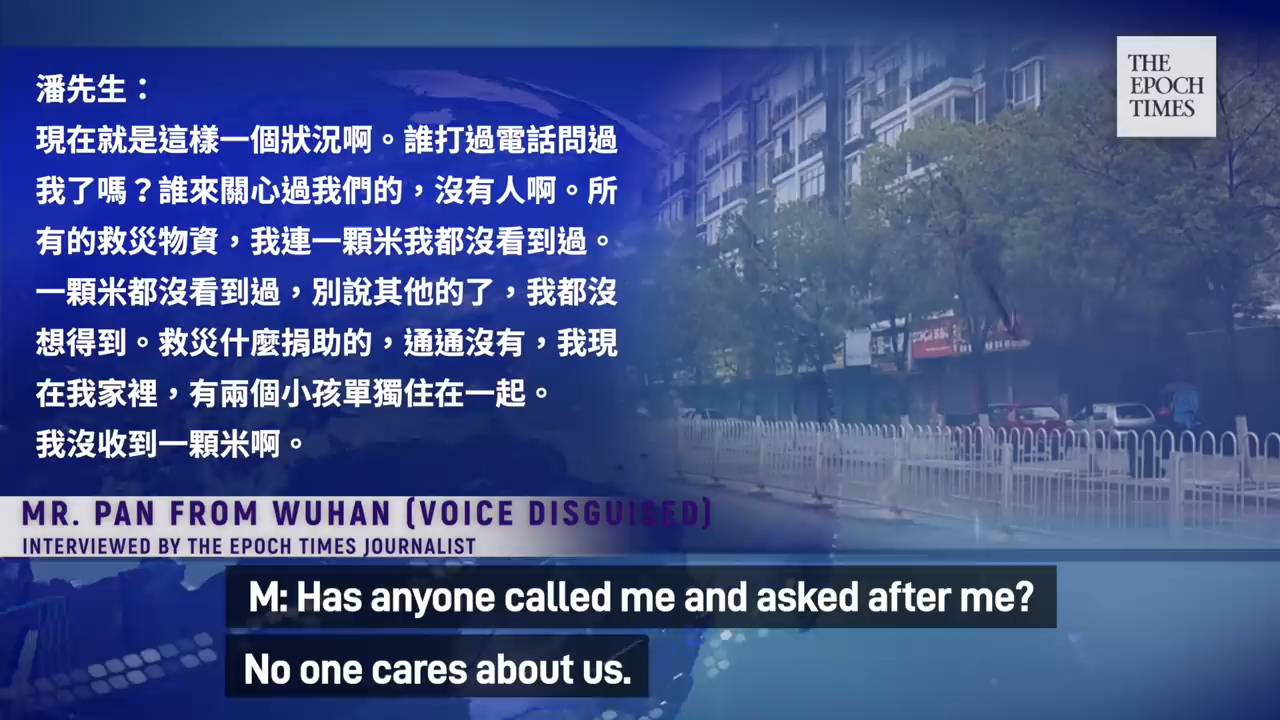 THE
EPOCH
TIMES
潘先生：
現在就是這樣一個狀況啊。誰打過電話問過
我了嗎？誰來關心過我們的，沒有人啊。所
有的救災物資，我連一顆米我都沒看到過。
一顆米都沒看到過，別說其他的了，我都沒
想得到。救災什麼捐助的，通通沒有，我現
在我家裡，有兩個小孩單獨住在一起。
我沒收到一顆米啊。
MR. PAN FROM WUHAN (VOICE DISGUISED)
INTERVIEWED BY THE EPOCH TIMES JOURNALIST
M: Has anyone called me and asked after me?
No one cares about us.